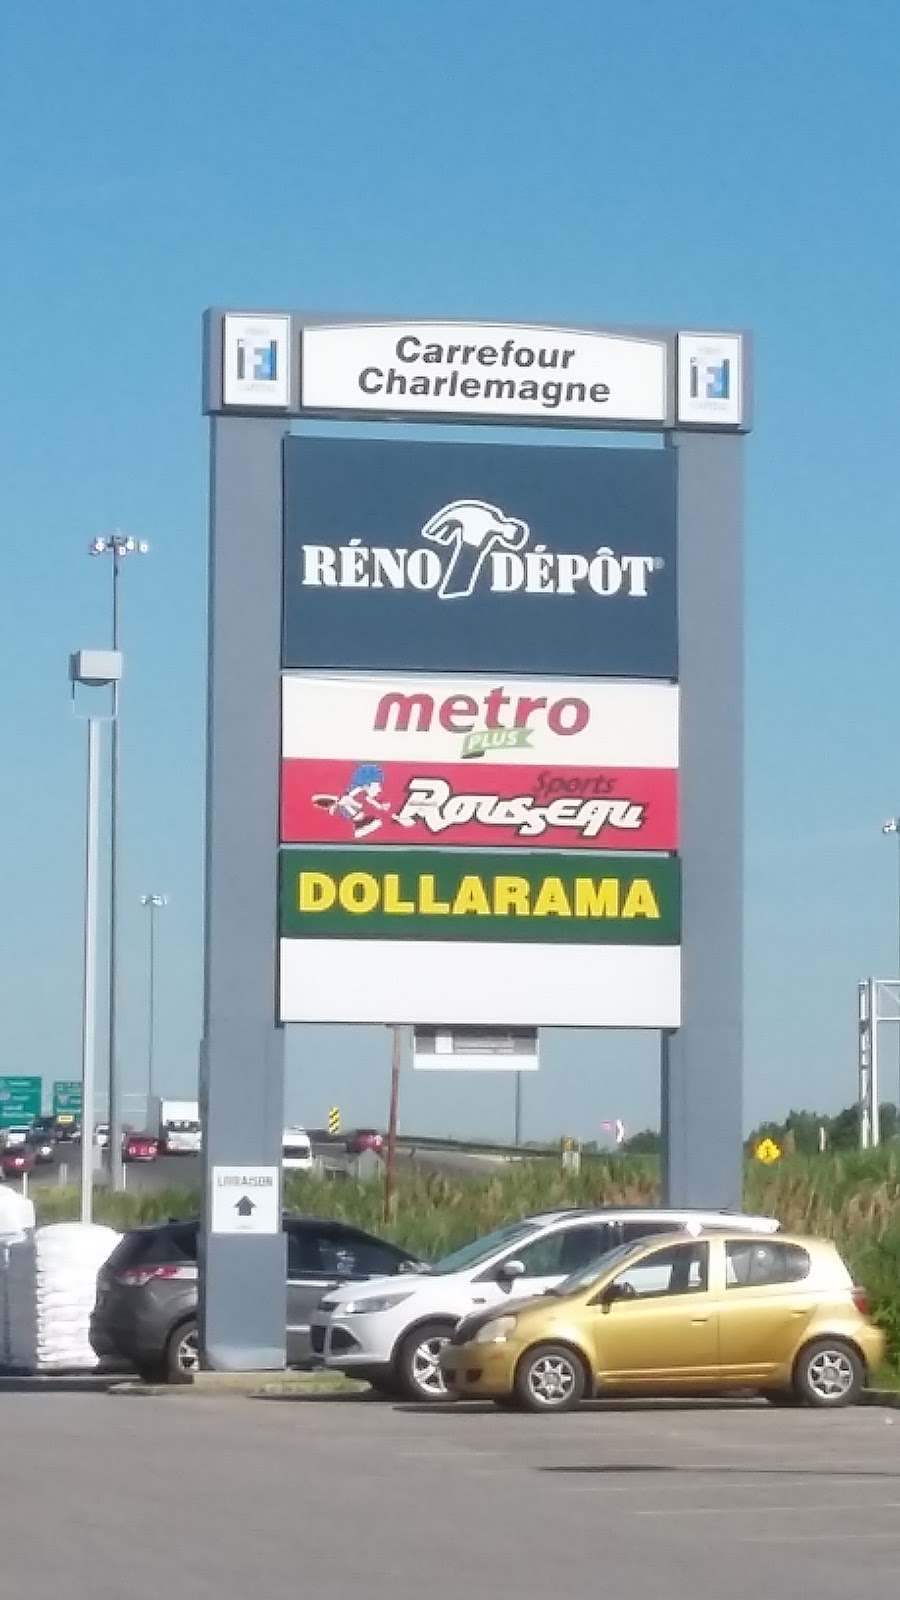 Carrefour
Charlemagne
RÉNO DÉPÔT
metro
PLUS
Sports
Rousseau
DOLLARAMA
LIVRAISON